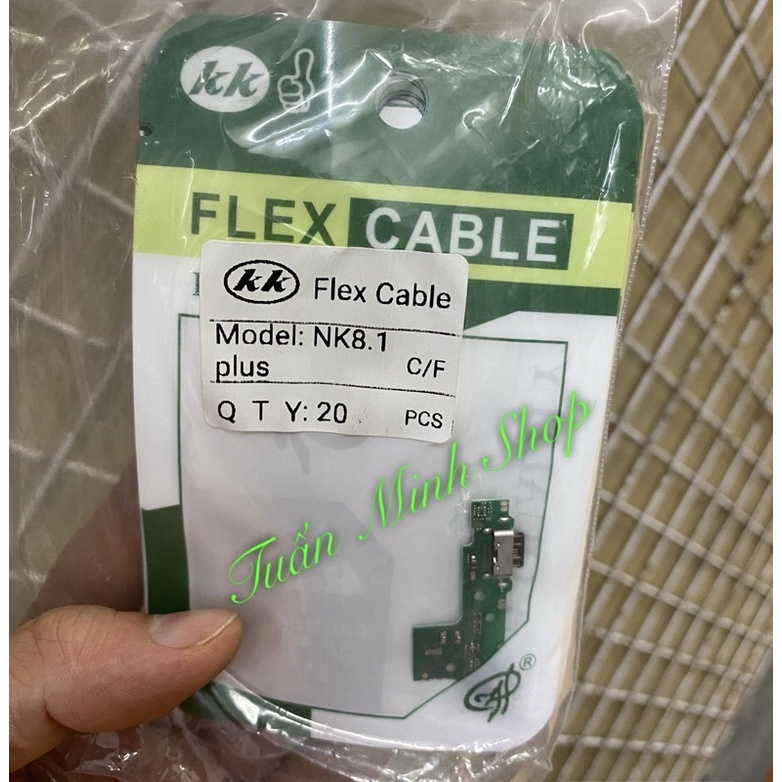 kk
FLEX CABLE
kk Flex Cable
Model: NK8.1
plus C/F
Q T Y: 20 PCS
Tuấn Minh Shop
®